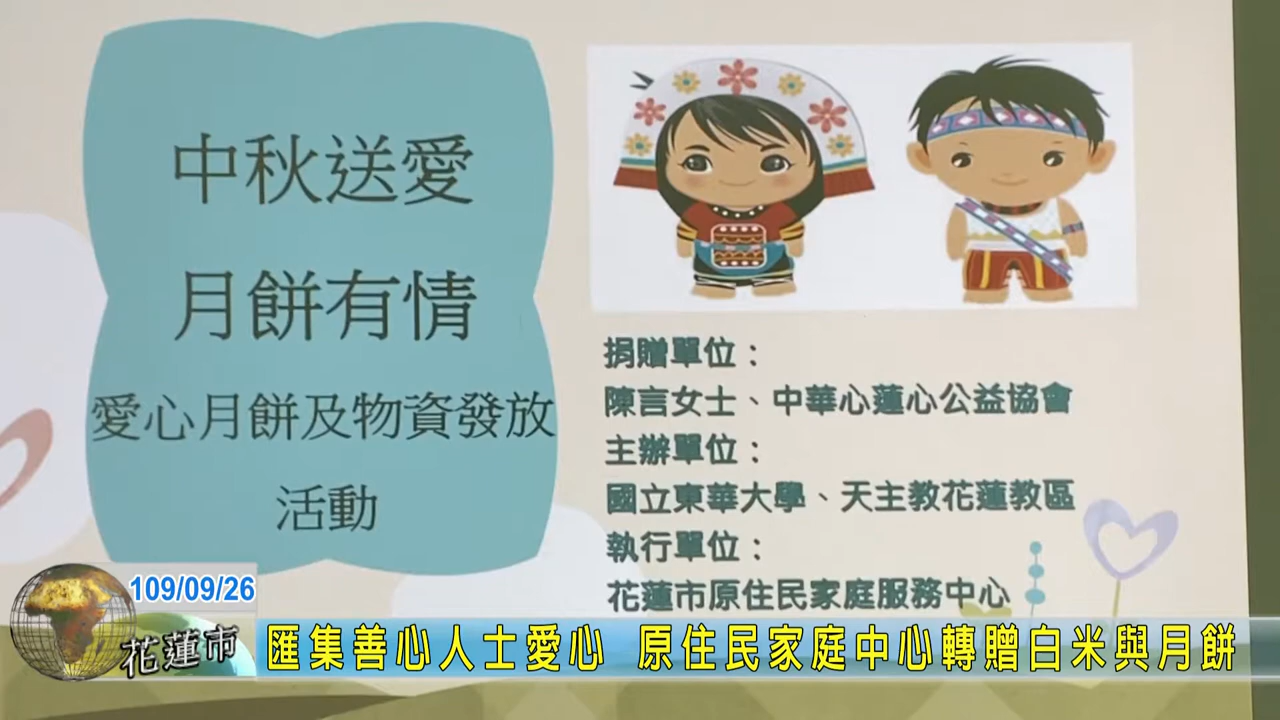 中秋送愛
月餅有情
愛心月餅及物資發放
活動
捐贈單位：
陳言女士、中華心蓮心公益協會
主辦單位：
國立東華大學、天主教花蓮教區
執行單位：
花蓮市原住民家庭服務中心
109/09/26
花蓮市
匯集善心人士愛心 原住民家庭中心轉贈白米與月餅